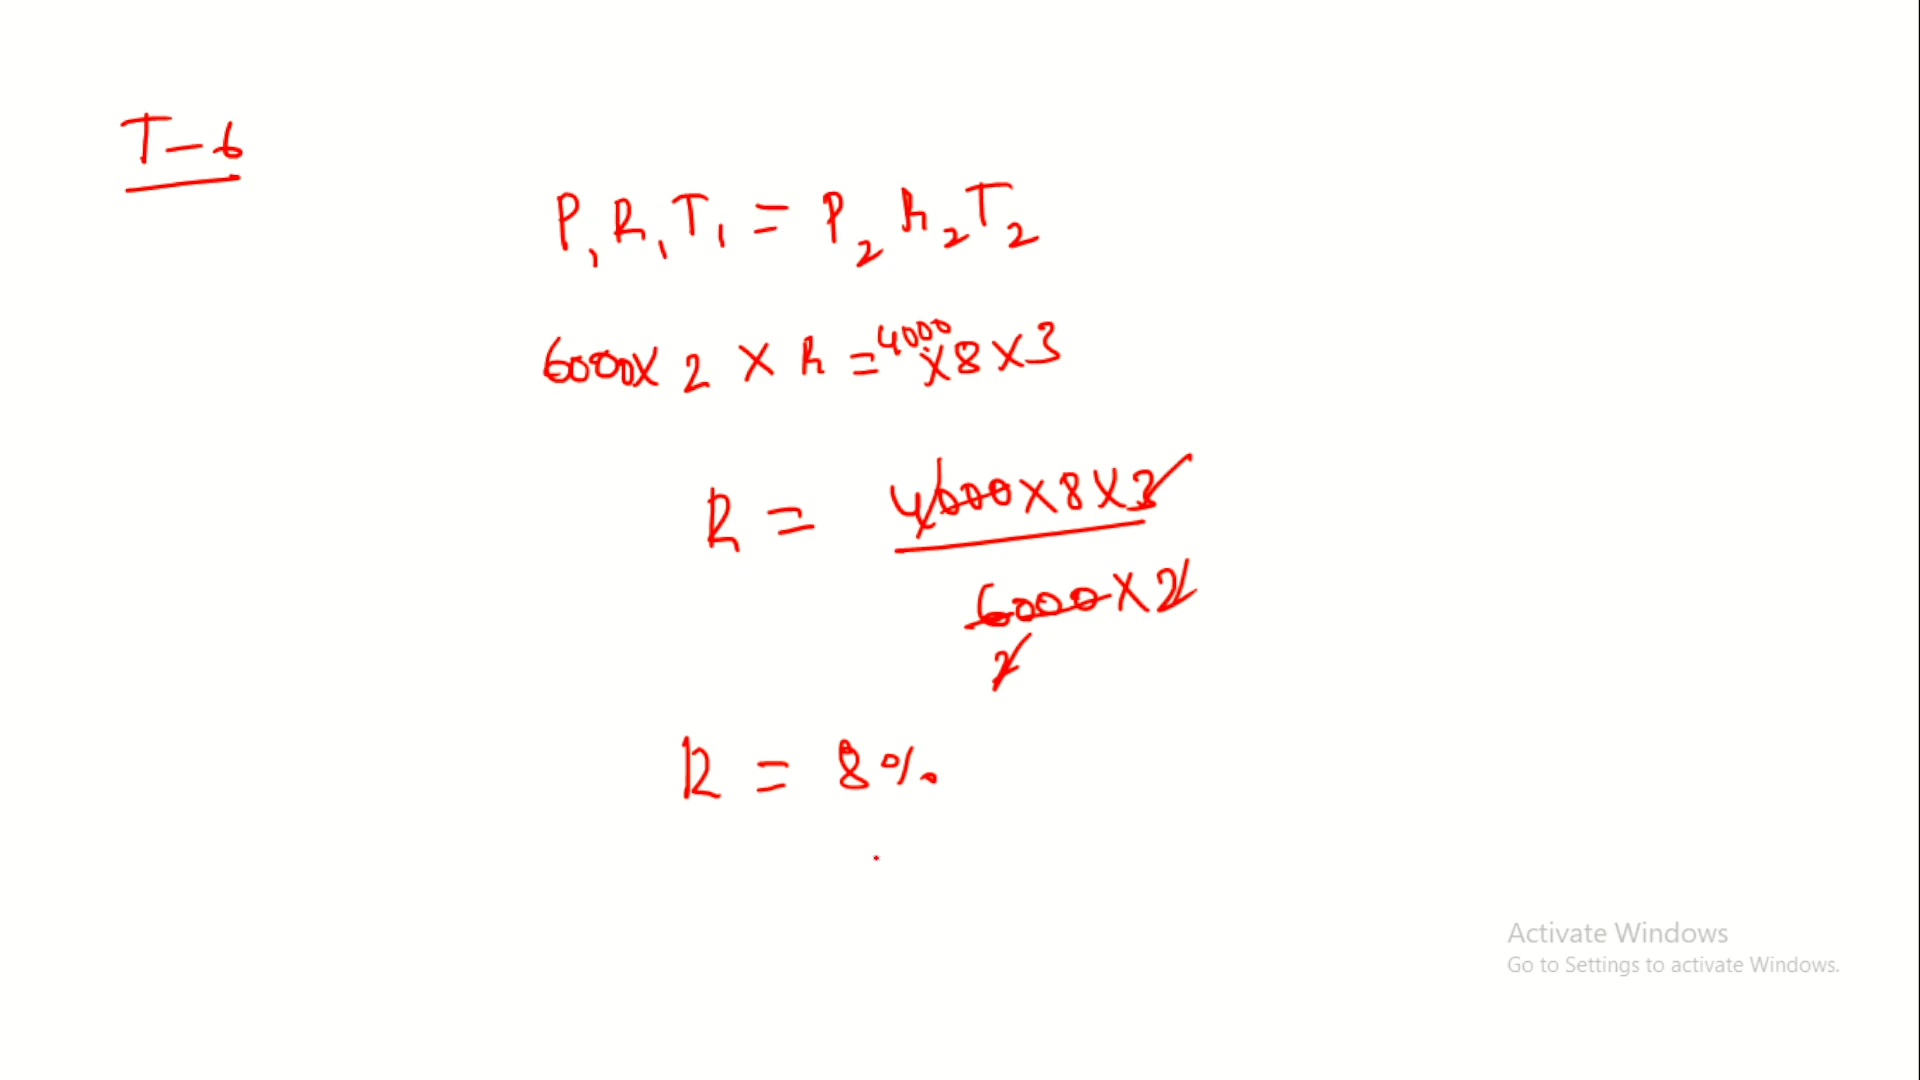 T-6
P₁R₁T₁ = P₂R₂T₂
6000 x 2 x R = 4000 x 8 x 3
R = 4000 x 8 x 3
6000 x 2
2
R = 8%
Activate Windows
Go to Settings to activate Windows.